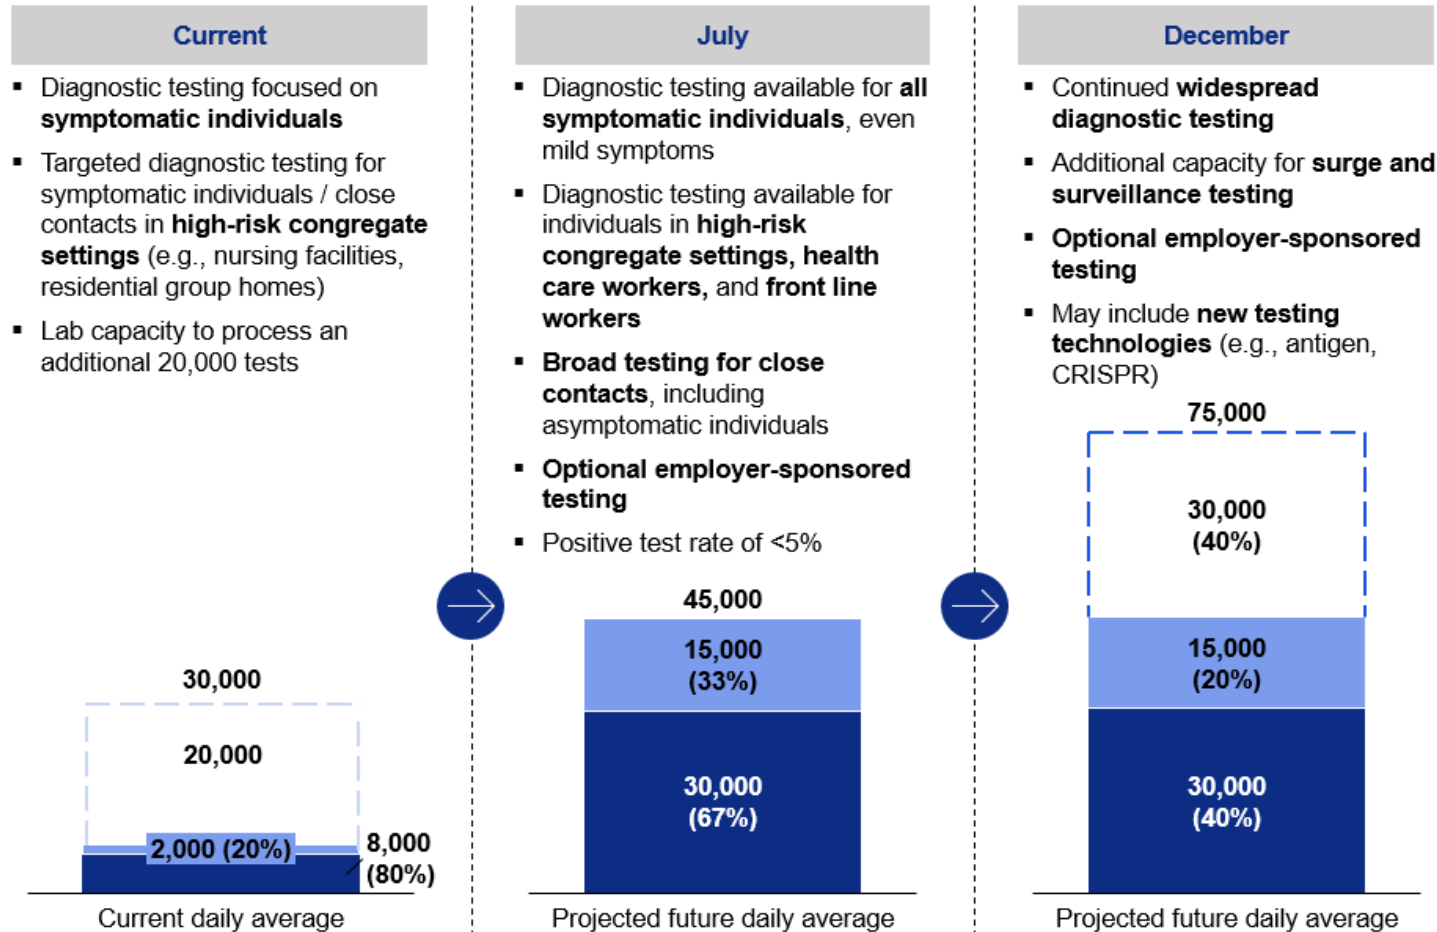 Current
▪ Diagnostic testing focused on
symptomatic individuals
▪ Targeted diagnostic testing for
symptomatic individuals / close
contacts in high-risk congregate
settings (e.g., nursing facilities,
residential group homes)
▪ Lab capacity to process an
additional 20,000 tests
30,000
20,000
2,000 (20%)
8,000
(80%)
Current daily average
July
▪ Diagnostic testing available for all
symptomatic individuals, even
mild symptoms
▪ Diagnostic testing available for
individuals in high-risk
congregate settings, health
care workers, and front line
workers
▪ Broad testing for close
contacts, including
asymptomatic individuals
▪ Optional employer-sponsored
testing
▪ Positive test rate of <5%
45,000
15,000
(33%)
30,000
(67%)
Projected future daily average
December
▪ Continued widespread
diagnostic testing
▪ Additional capacity for surge and
surveillance testing
▪ Optional employer-sponsored
testing
▪ May include new testing
technologies (e.g., antigen,
CRISPR)
75,000
30,000
(40%)
15,000
(20%)
30,000
(40%)
Projected future daily average